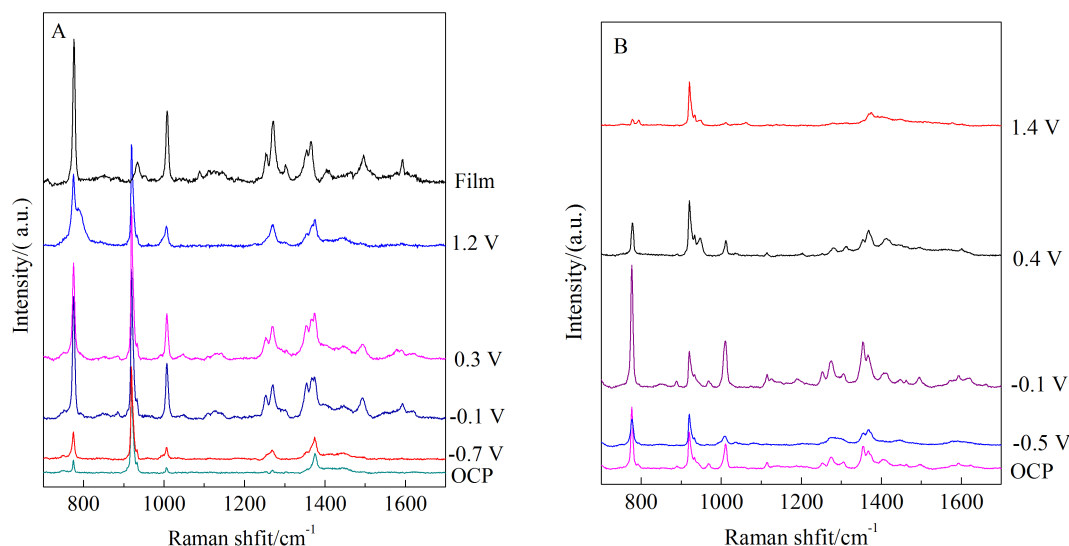 A
Film
1.2 V
0.3 V
-0.1 V
-0.7 V
OCP
Intensity/( a.u.)
800 1000 1200 1400 1600
Raman shfit/cm-1
B
1.4 V
0.4 V
-0.1 V
-0.5 V
OCP
Intensity/(a.u.)
800 1000 1200 1400 1600
Raman shfit/cm-1